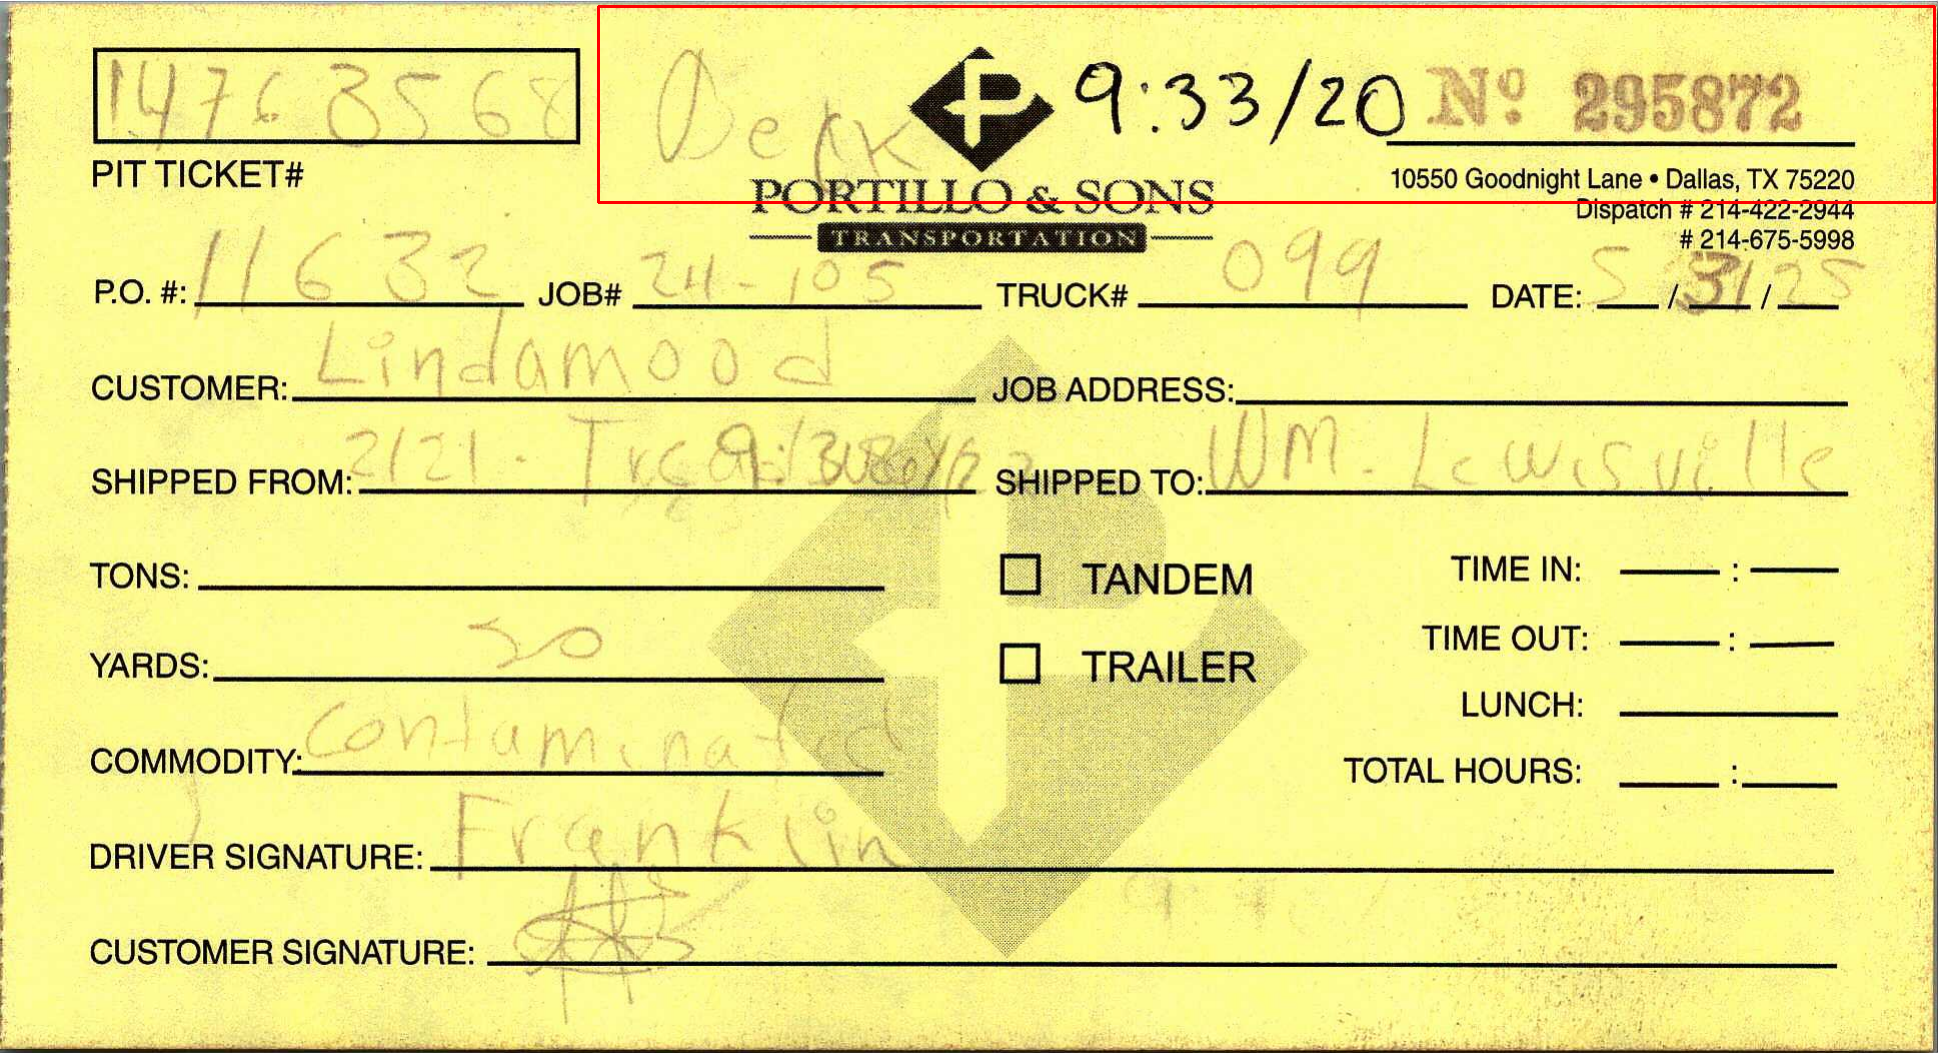 14763568
PIT TICKET#
Derk 9:33/20 Nº 295872
PORTILLO & SONS
TRANSPORTATION
10550 Goodnight Lane • Dallas, TX 75220
Dispatch # 214-422-2944
# 214-675-5998
P.O. #: 11632 JOB# 24-105 TRUCK# 099 DATE: 5/31/25
CUSTOMER: Lindamood JOB ADDRESS:
SHIPPED FROM: 2121. SHIPPED TO: WM. Lewisville
TONS: TANDEM TIME IN: :
YARDS: 20 TRAILER TIME OUT: :
LUNCH:
COMMODITY: Contaminated TOTAL HOURS: :
DRIVER SIGNATURE: Franklin
CUSTOMER SIGNATURE: